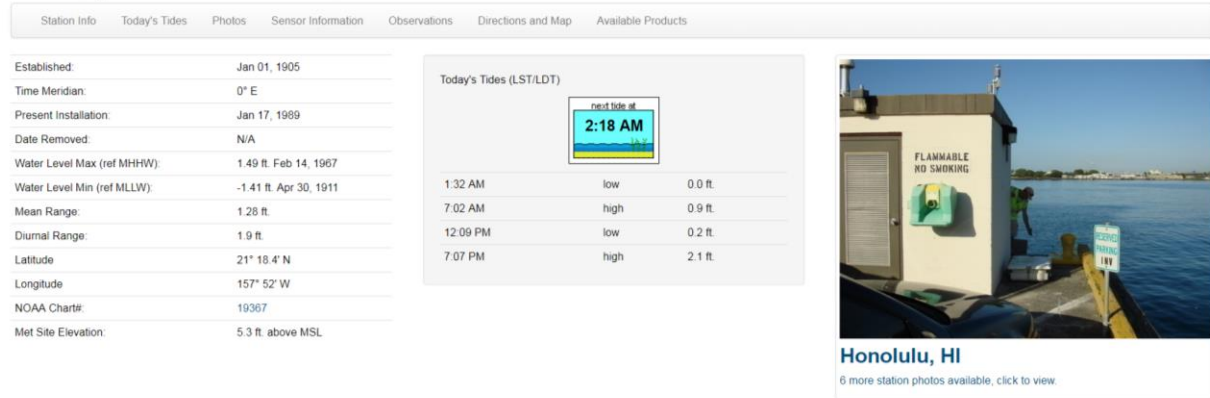 Station Info Today's Tides Photos Sensor Information Observations Directions and Map Available Products
Established: Jan 01, 1905
Time Meridian: 0° E
Present Installation: Jan 17, 1989
Date Removed: N/A
Water Level Max (ref MHHW): 1.49 ft. Feb 14, 1967
Water Level Min (ref MLLW): -1.41 ft. Apr 30, 1911
Mean Range: 1.28 ft.
Diurnal Range: 1.9 ft.
Latitude 21° 18.4' N
Longitude 157° 52' W
NOAA Chart#: 19367
Met Site Elevation: 5.3 ft. above MSL
Today's Tides (LST/LDT)
next tide at
2:18 AM
1:32 AM low 0.0 ft.
7:02 AM high 0.9 ft.
12:09 PM low 0.2 ft.
7:07 PM high 2.1 ft.
FLAMMABLE
NO SMOKING
RESERVED
PARKING
INV
Honolulu, HI
6 more station photos available, click to view.